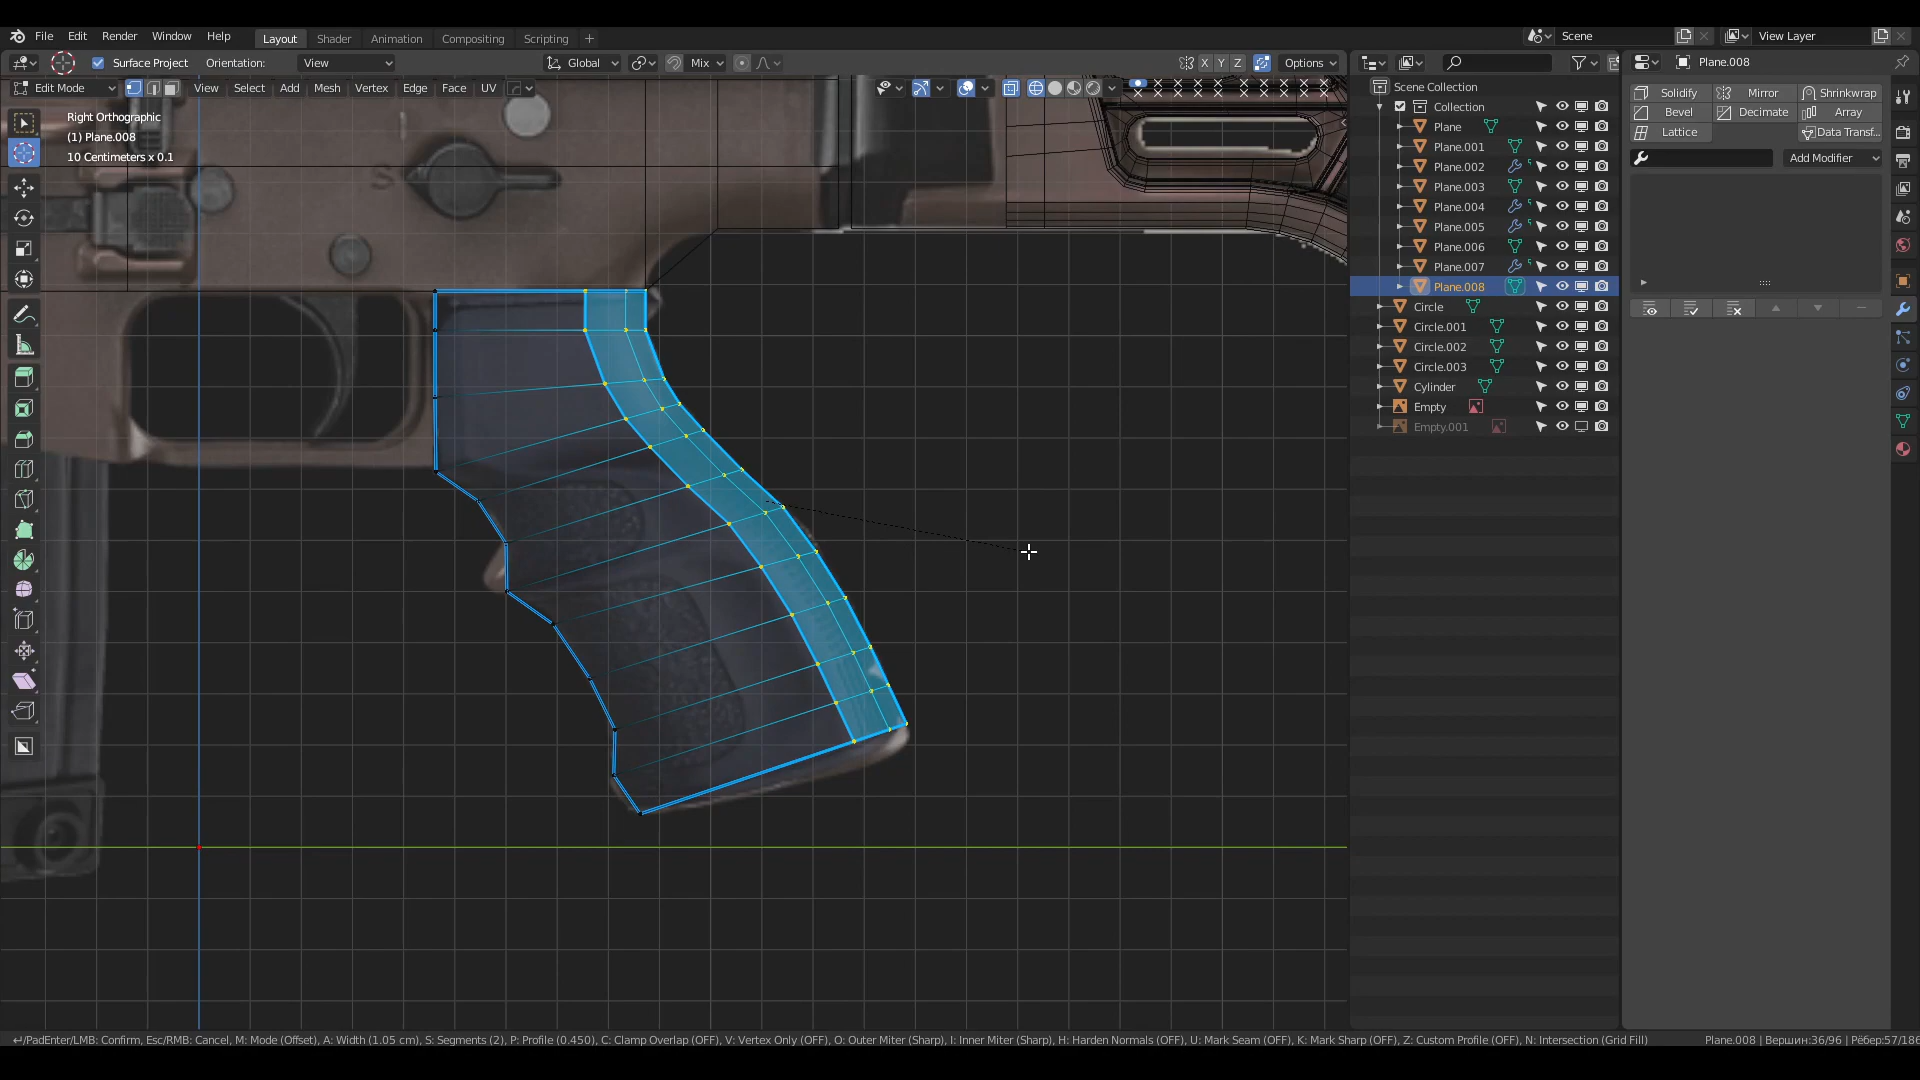 File Edit Render Window Help Layout Shader Animation Compositing Scripting +
Scene View Layer
Surface Project Orientation: View Global Mix X Y Z Options
Plane.008
Edit Mode View Select Add Mesh Vertex Edge Face UV
Right Orthographic
(1) Plane.008
10 Centimeters x 0.1
Scene Collection
Collection
Plane
Plane.001
Plane.002
Plane.003
Plane.004
Plane.005
Plane.006
Plane.007
Plane.008
Circle
Circle.001
Circle.002
Circle.003
Cylinder
Empty
Empty.001
Solidify Mirror Shrinkwrap
Bevel Decimate Array
Lattice Data Transf...
Add Modifier
S
↵/PadEnter/LMB: Confirm, Esc/RMB: Cancel, M: Mode (Offset), A: Width (1.05 cm), S: Segments (2), P: Profile (0.450), C: Clamp Overlap (OFF), V: Vertex Only (OFF), O: Outer Miter (Sharp), I: Inner Miter (Sharp), H: Harden Normals (OFF), U: Mark Seam (OFF), K: Mark Sharp (OFF), Z: Custom Profile (OFF), N: Intersection (Grid Fill)
Plane.008 | Вершин:36/96 | Рёбер:57/186